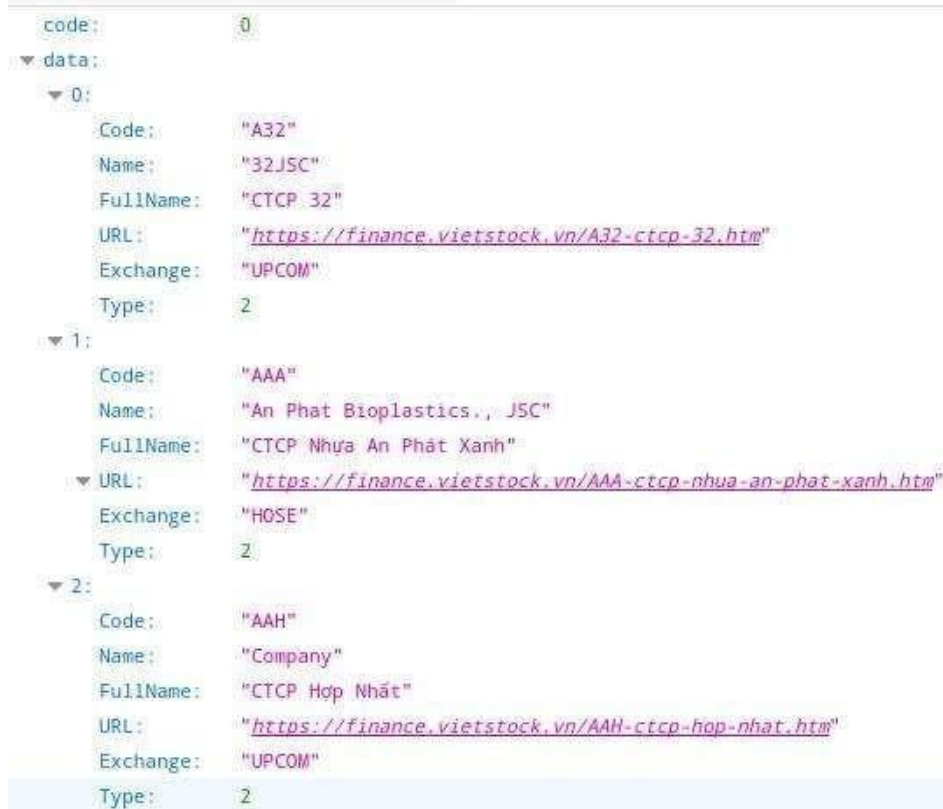 code: 0
data:
0:
Code: "A32"
Name: "32JSC"
FullName: "CTCP 32"
URL: "https://finance.vietstock.vn/A32-ctcp-32.htm"
Exchange: "UPCOM"
Type: 2
1:
Code: "AAA"
Name: "An Phat Bioplastics., JSC"
FullName: "CTCP Nhựa An Phát Xanh"
URL: "https://finance.vietstock.vn/AAA-ctcp-nhua-an-phat-xanh.htm"
Exchange: "HOSE"
Type: 2
2:
Code: "AAH"
Name: "Company"
FullName: "CTCP Hợp Nhất"
URL: "https://finance.vietstock.vn/AAH-ctcp-hop-nhat.htm"
Exchange: "UPCOM"
Type: 2